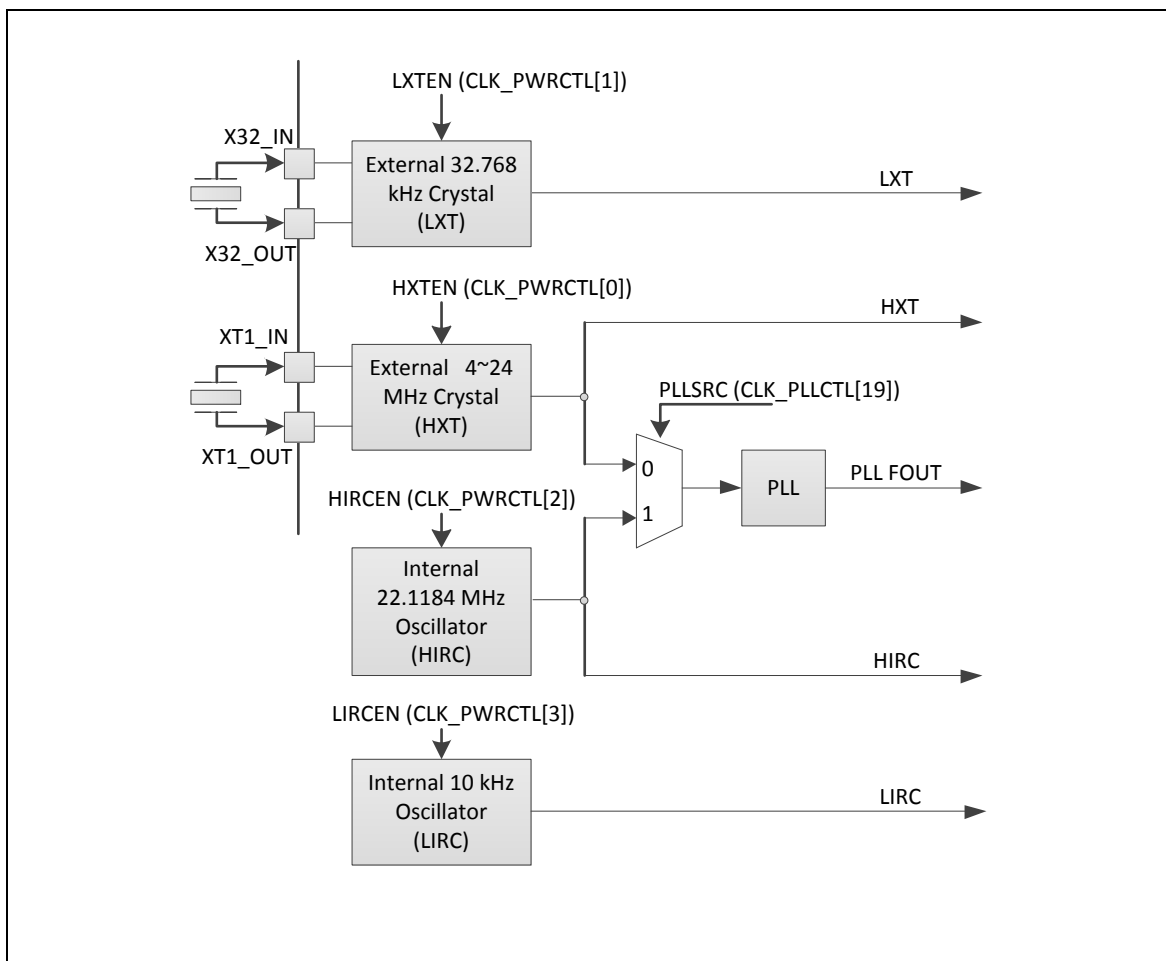 LXTEN (CLK_PWRCTL[1])
X32_IN
External 32.768
kHz Crystal
(LXT)
LXT
X32_OUT
HXTEN (CLK_PWRCTL[0])
HXT
XT1_IN
External 4~24
MHz Crystal
(HXT)
PLLSRC (CLK_PLLCTL[19])
XT1_OUT
0
PLL
PLL FOUT
HIRCEN (CLK_PWRCTL[2])
1
Internal
22.1184 MHz
Oscillator
(HIRC)
HIRC
LIRCEN (CLK_PWRCTL[3])
Internal 10 kHz
Oscillator
(LIRC)
LIRC